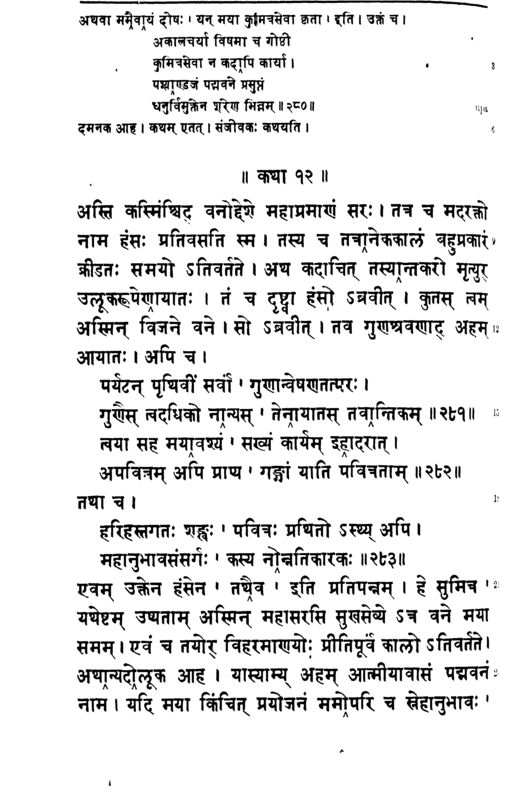 अथवा ममैवायं दोषः ' यन् मया कुमित्रसेवा कृता । इति । उक्तं च ।
अकालचर्या विषमा च गोष्ठी
कुमित्रसेवा न कदापि कार्या ।
पश्याण्डजं पद्मवने प्रसुप्तं
धनुर्विमुक्तेन शरेण भिन्नम् ॥ २८० ॥
दमनक आह । कथम् एतत् । संजीवकः कथयति ।
॥ कथा १२ ॥
अस्ति कस्मिंश्चिद् वनोद्देशे महाप्रमाणं सरः । तत्र च मदरक्तो
नाम हंसः प्रतिवसति स्म । तस्य च तत्रानेककालं बहुप्रकारं
क्रीडतः समयो ऽतिवर्तते । अथ कदाचित् तस्यान्तकरो मृत्युर्
उलूकरूपेणायातः । तं च दृष्ट्वा हंसो ऽब्रवीत् । कुतस् त्वम्
अस्मिन् विजने वने । सो ऽब्रवीत् । तव गुणश्रवणाद् अहम् १२
आयातः । अपि च ।
पर्यटन् पृथिवीं सर्वां ' गुणान्वेषणतत्परः ।
गुणैस् त्वदधिको नान्यस् ' तेनायातस् तवान्तिकम् ॥ २८१ ॥ १५
त्वया सह मयावश्यं ' सख्यं कार्यम् इहादरात् ।
अपवित्रम् अपि प्राप्य ' गङ्गां याति पवित्रताम् ॥ २८२ ॥
तथा च ।
हरिहस्तगतः शङ्खः ' पवित्रः प्रथितो ऽस्थ्य् अपि ।
महानुभावसंसर्गः ' कस्य नोन्नतिकारकः ॥ २८३ ॥
एवम् उक्तेन हंसेन ' तथैव ' इति प्रतिपन्नम् । हे सुमित्र '
यथेष्टम् उष्यताम् अस्मिन् महासरसि सुखसेव्ये ऽत्र वने मया
समम् । एवं च तयोर् विहरमाणयोः प्रीतिपूर्वं कालो ऽतिवर्तते ।
अथान्यदोलूक आह । यास्याम्य् अहम् आत्मीयावासं पद्मवनं
नाम । यदि मया किंचित् प्रयोजनं ममोपरि च स्नेहानुभावः '